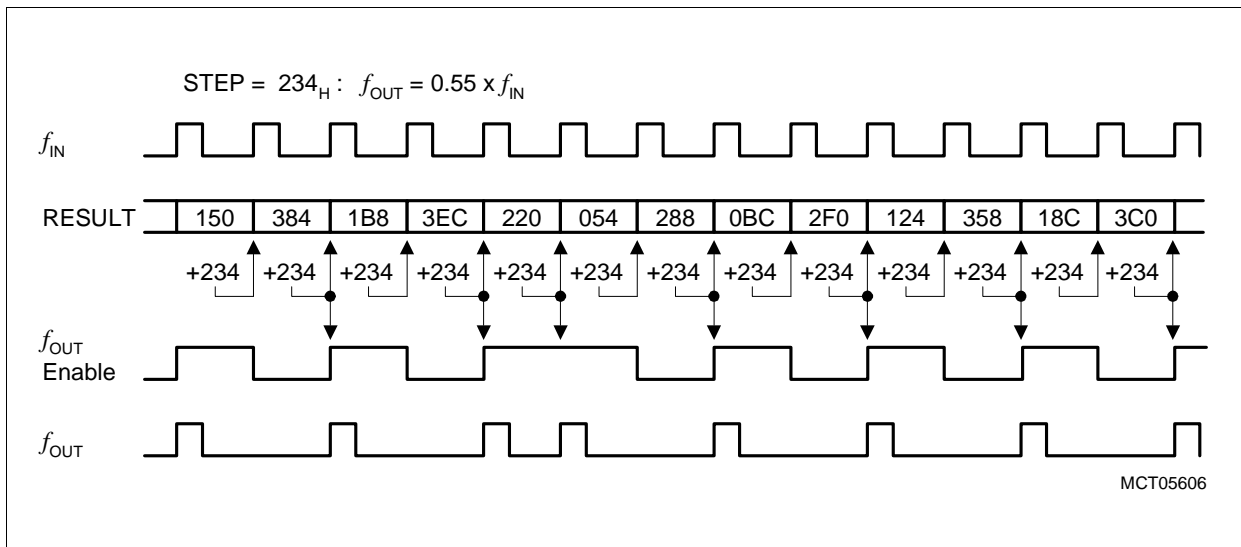 STEP = 234H : fOUT = 0.55 x fIN
fIN
RESULT 150 384 1B8 3EC 220 054 288 0BC 2F0 124 358 18C 3C0
+234 +234 +234 +234 +234 +234 +234 +234 +234 +234 +234 +234 +234
fOUT
Enable
fOUT
MCT05606